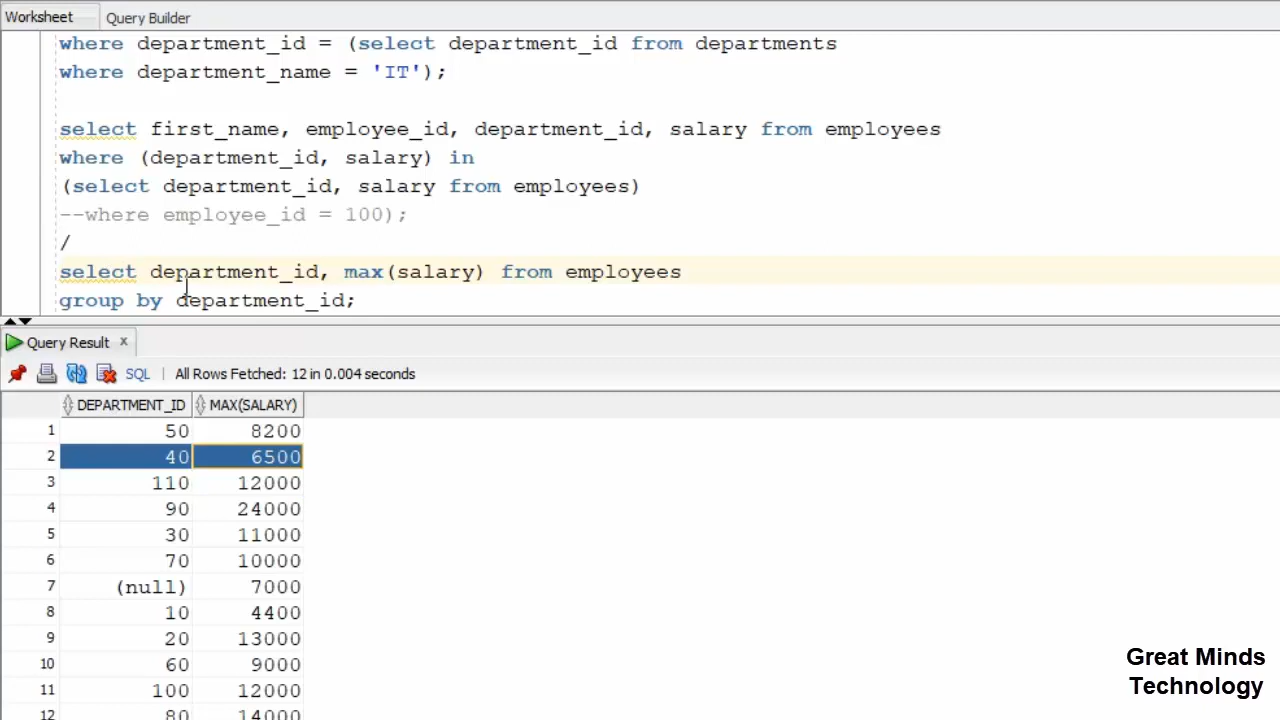 Worksheet Query Builder
where department_id = (select department_id from departments
where department_name = 'IT');
select first_name, employee_id, department_id, salary from employees
where (department_id, salary) in
(select department_id, salary from employees)
--where employee_id = 100);
/
select department_id, max(salary) from employees
group by department_id;
Query Result x
SQL | All Rows Fetched: 12 in 0.004 seconds
DEPARTMENT_ID MAX(SALARY)
1 50 8200
2 40 6500
3 110 12000
4 90 24000
5 30 11000
6 70 10000
7 (null) 7000
8 10 4400
9 20 13000
10 60 9000
11 100 12000
12 80 14000
Great Minds
Technology